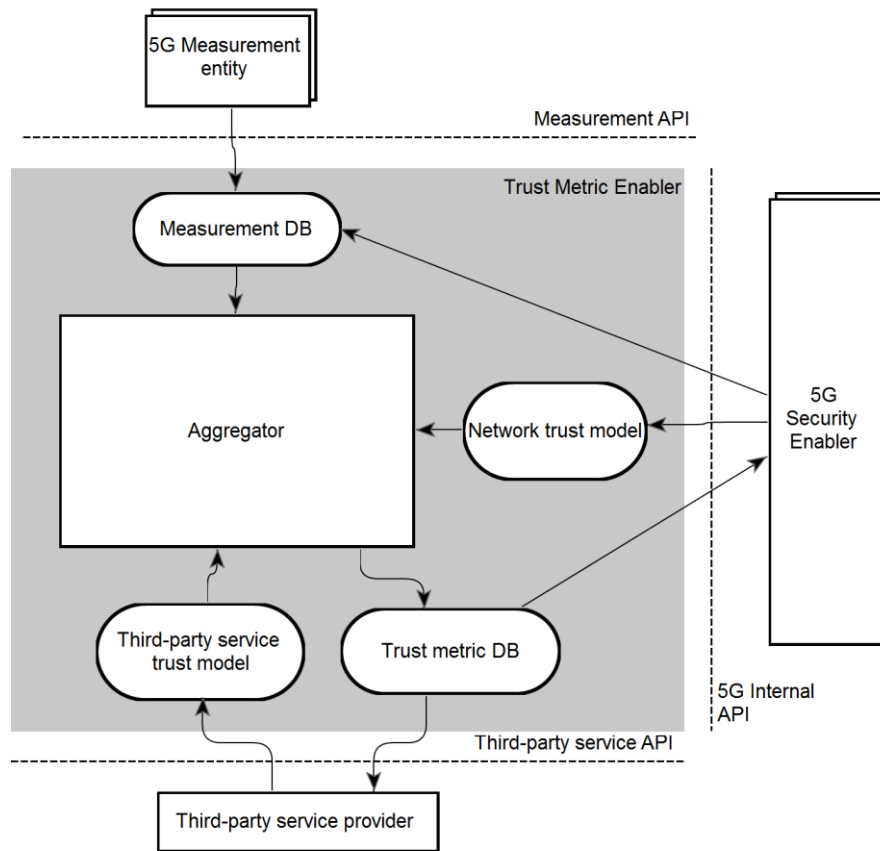 5G Measurement
entity
Measurement API
Trust Metric Enabler
Measurement DB
5G
Security
Enabler
Aggregator
Network trust model
Third-party service
trust model
Trust metric DB
5G Internal
API
Third-party service API
Third-party service provider